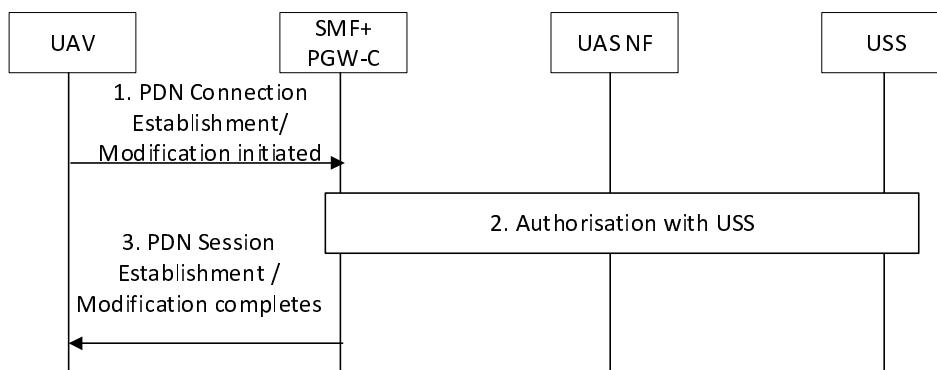 UAV
SMF+
PGW-C
UAS NF
USS
1. PDN Connection
Establishment/
Modification initiated
2. Authorisation with USS
3. PDN Session
Establishment /
Modification completes